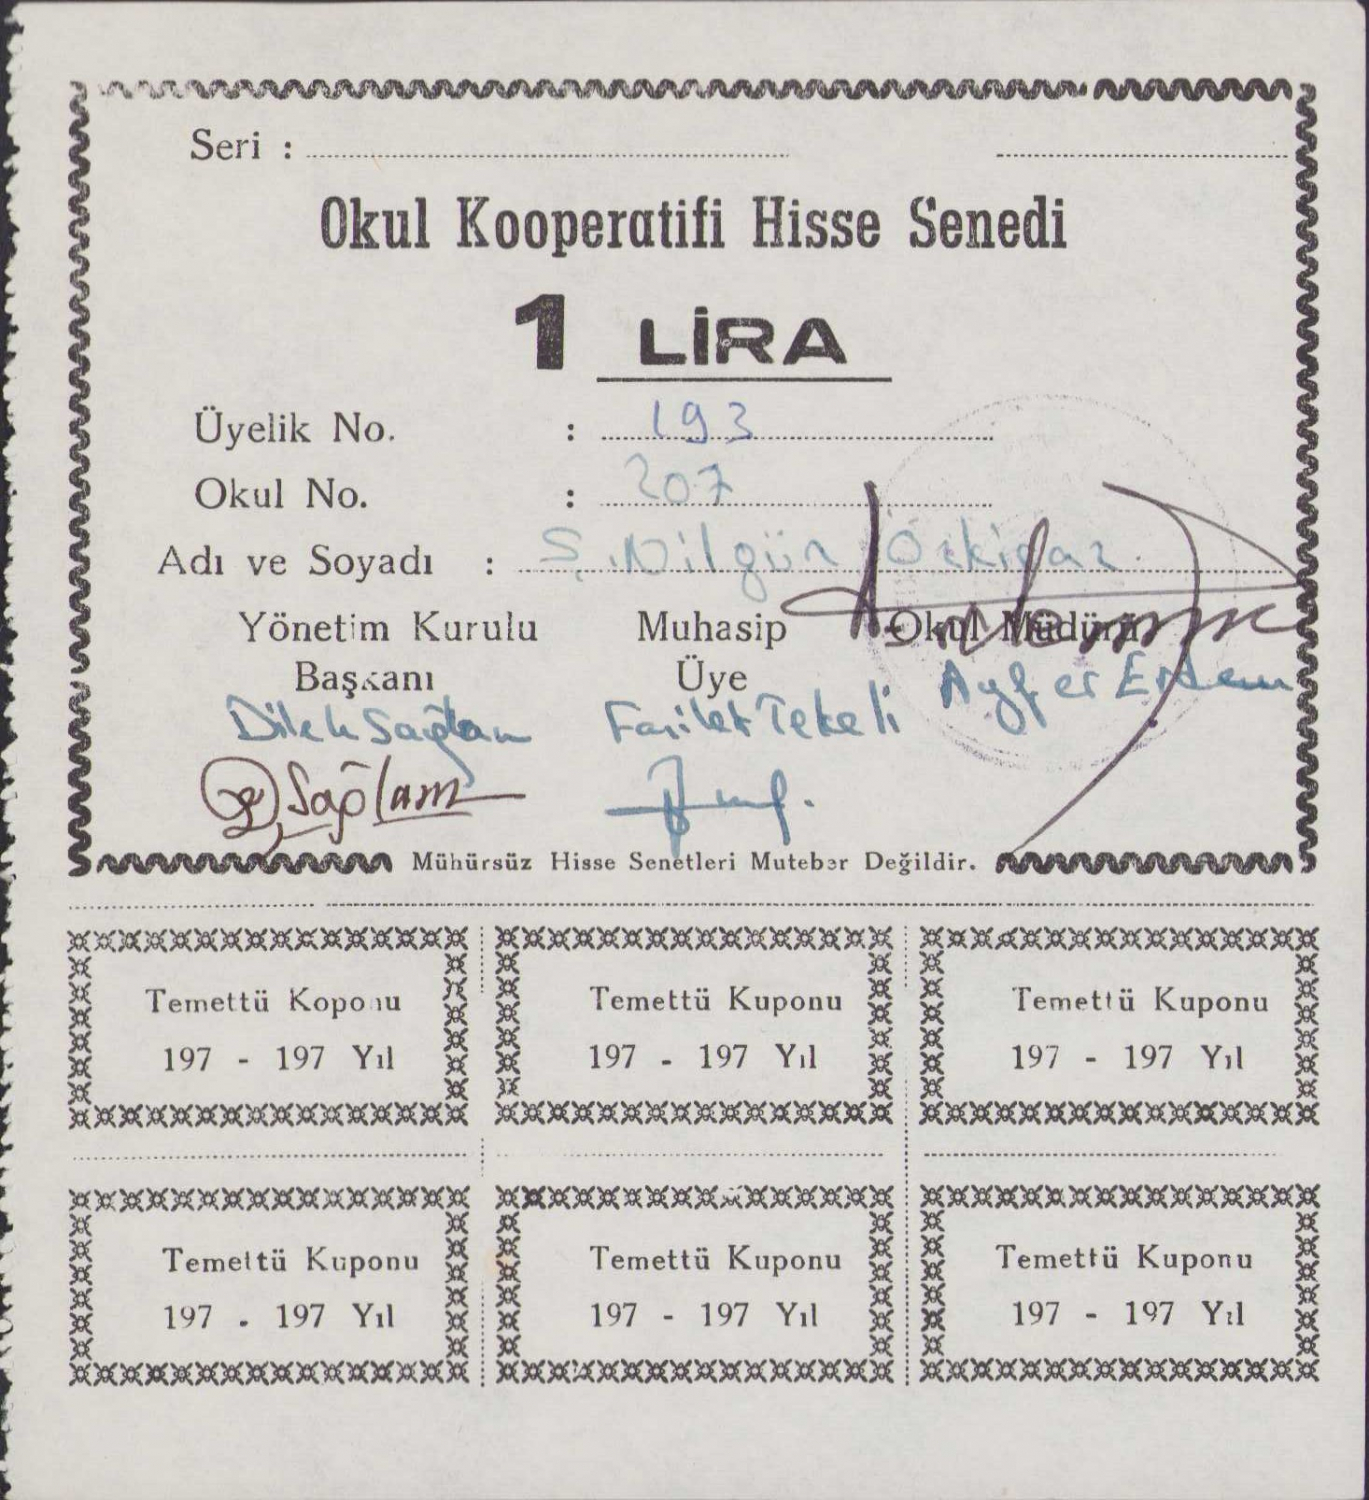 Seri :
Okul Kooperatifi Hisse Senedi
1 LİRA
Üyelik No. : 193
Okul No. : 207
Adı ve Soyadı : Ş. Nilgün
Yönetim Kurulu Muhasip Okul Müdürü
Başkanı Üye Ayfer Erdem
Dilek Sağlam Fazilet Tekeli
Sağlam
Mühürsüz Hisse Senetleri Muteber Değildir.
Temettü Koponu Temettü Kuponu Temettü Kuponu
197 - 197 Yıl 197 - 197 Yıl 197 - 197 Yıl
Temettü Kuponu Temettü Kuponu Temettü Kuponu
197 - 197 Yıl 197 - 197 Yıl 197 - 197 Yıl